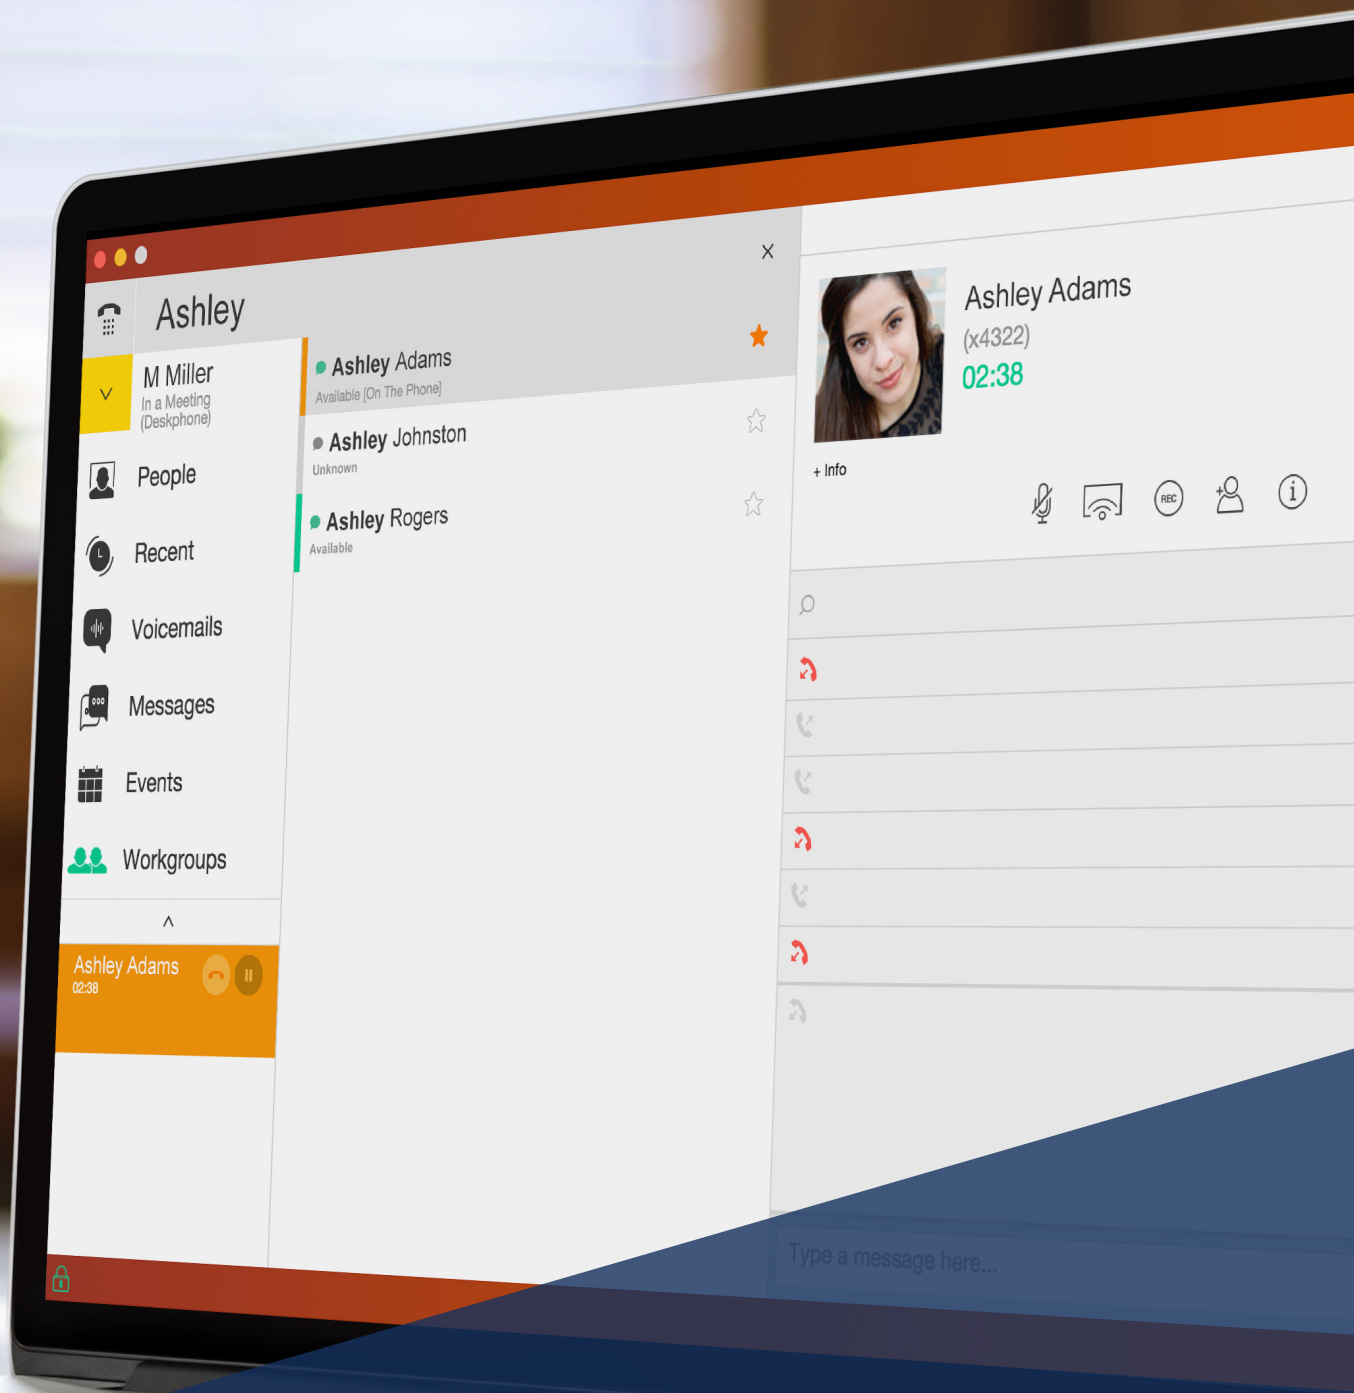 Ashley
X
M Miller
In a Meeting
(Deskphone)
People
Recent
Voicemails
Messages
Events
Workgroups
Ashley Adams
02:38
Ashley Adams
Available [On The Phone]
Ashley Johnston
Unknown
Ashley Rogers
Available
Ashley Adams
(x4322)
02:38
+ Info
REC
Type a message here...